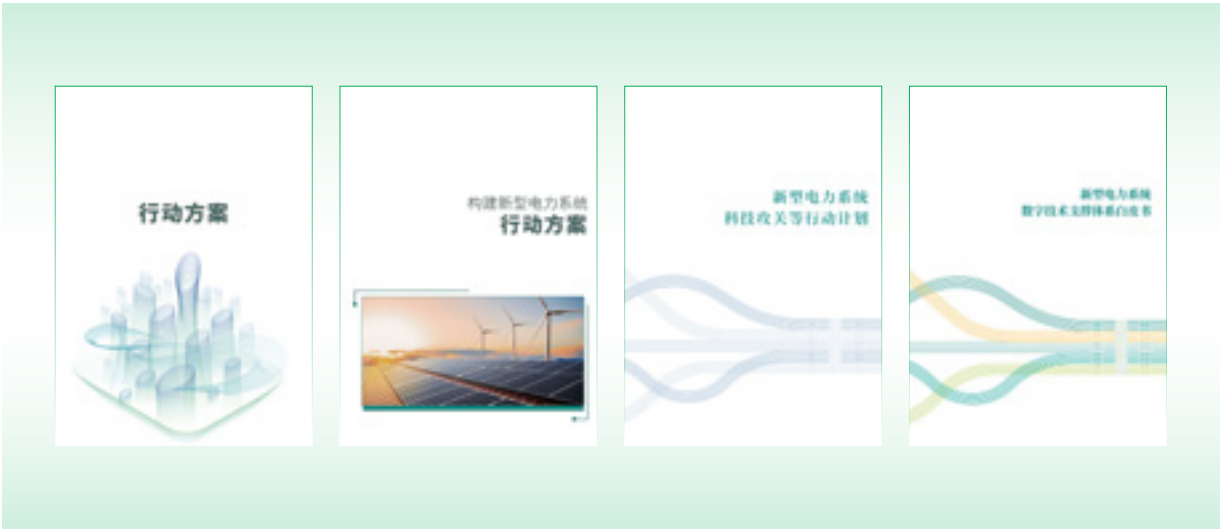 行动方案
构建新型电力系统
行动方案
新型电力系统
科技攻关等行动计划
新型电力系统
数字技术支撑体系白皮书